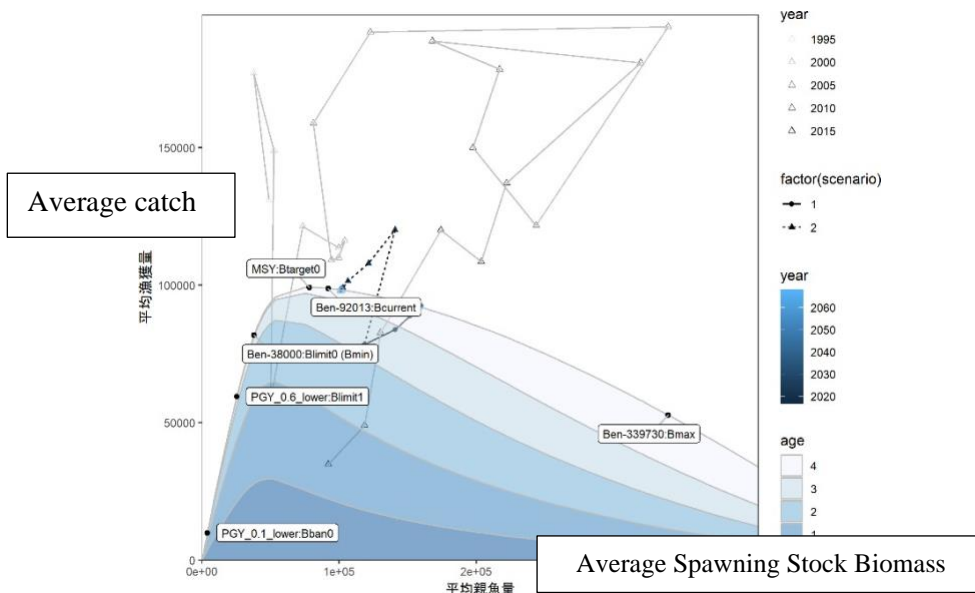 year
1995
2000
2005
2010
2015
factor(scenario)
1
2
year
2060
2050
2040
2030
2020
age
4
3
2
1
Average catch
平均漁獲量
150000
100000
50000
0
MSY:Btarget0
Ben-92013:Bcurrent
Ben-38000:Blimit0 (Bmin)
PGY_0.6_lower:Blimit1
Ben-339730:Bmax
PGY_0.1_lower:Bban0
0e+00
1e+05
2e+05
平均親魚量
Average Spawning Stock Biomass